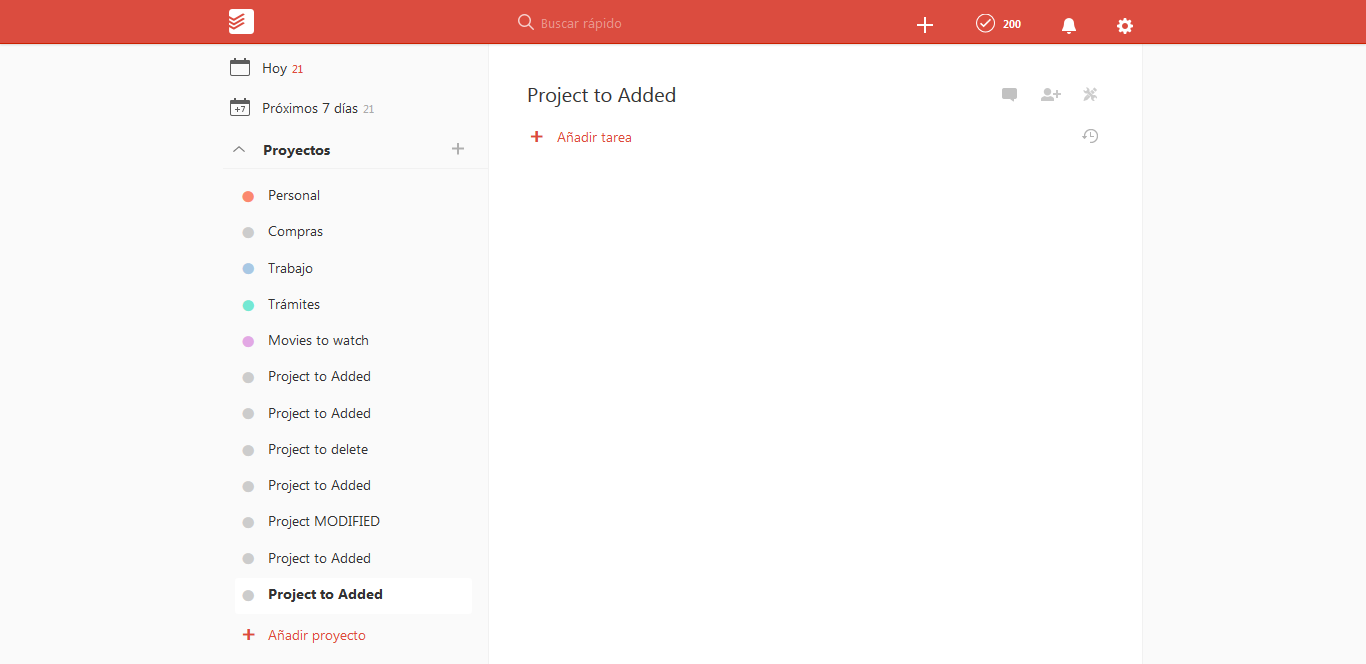 Buscar rápido
200
Hoy 21
+7
Próximos 7 días 21
Proyectos
Personal
Compras
Trabajo
Trámites
Movies to watch
Project to Added
Project to Added
Project to delete
Project to Added
Project MODIFIED
Project to Added
Project to Added
Añadir proyecto
Project to Added
Añadir tarea